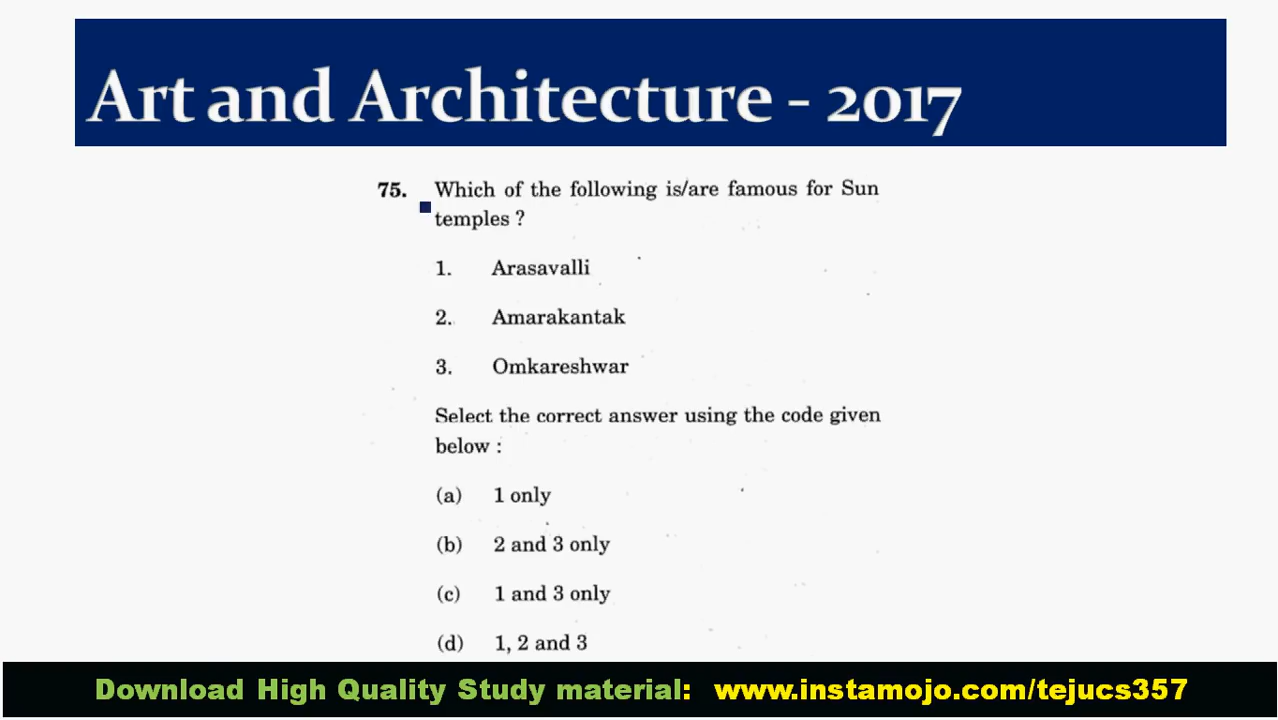 Art and Architecture - 2017
75. Which of the following is/are famous for Sun
temples ?
1. Arasavalli
2. Amarakantak
3. Omkareshwar
Select the correct answer using the code given
below :
(a) 1 only
(b) 2 and 3 only
(c) 1 and 3 only
(d) 1, 2 and 3
Download High Quality Study material: www.instamojo.com/tejucs357